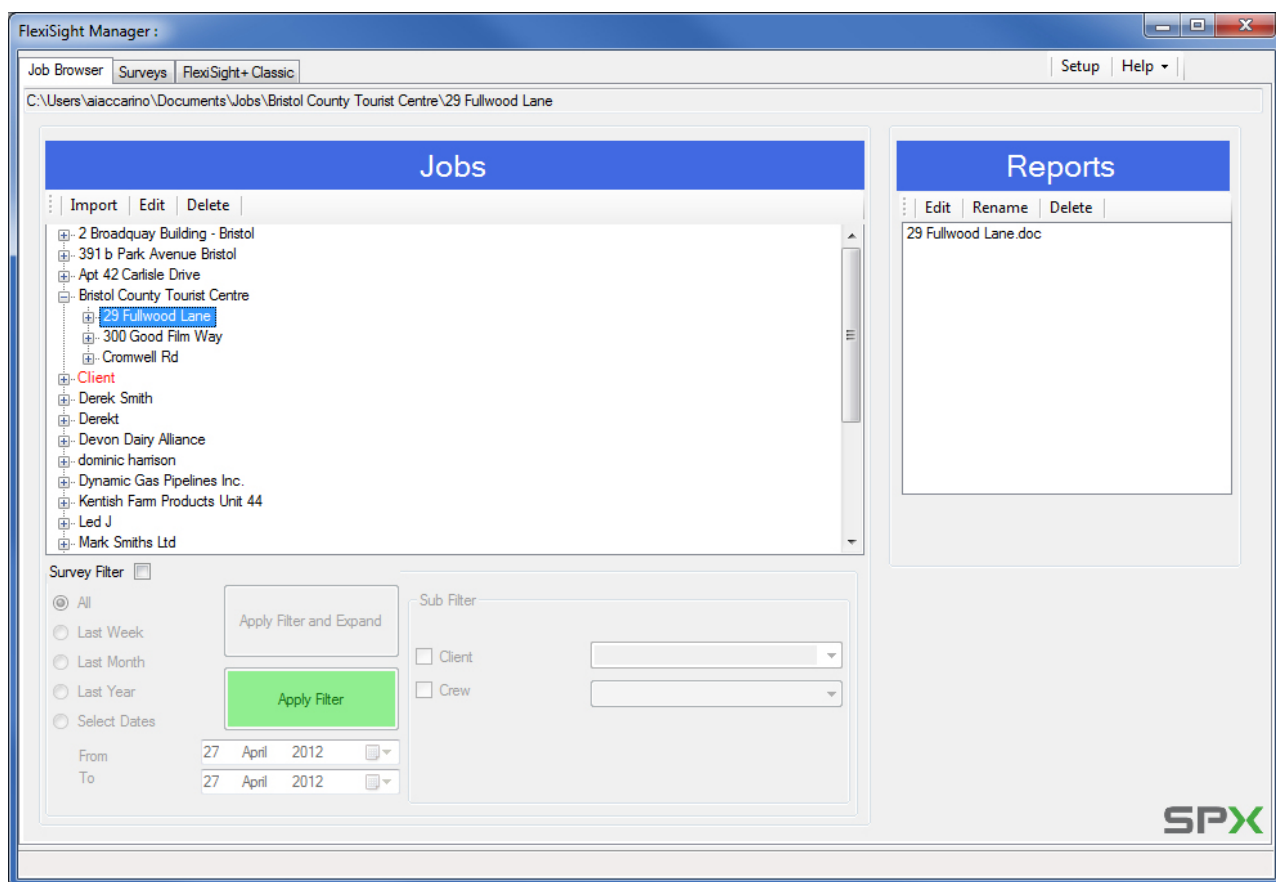 FlexiSight Manager :
Job Browser Surveys FlexiSight+ Classic Setup Help
C:\Users\aiaccarino\Documents\Jobs\Bristol County Tourist Centre\29 Fullwood Lane
Jobs
Import Edit Delete
2 Broadquay Building - Bristol
391 b Park Avenue Bristol
Apt 42 Carlisle Drive
Bristol County Tourist Centre
29 Fullwood Lane
300 Good Film Way
Cromwell Rd
Client
Derek Smith
Derekt
Devon Dairy Alliance
dominic harrison
Dynamic Gas Pipelines Inc.
Kentish Farm Products Unit 44
Led J
Mark Smiths Ltd
Reports
Edit Rename Delete
29 Fullwood Lane.doc
Survey Filter
All
Last Week
Last Month
Last Year
Select Dates
From 27 April 2012
To 27 April 2012
Apply Filter and Expand
Apply Filter
Sub Filter
Client
Crew
SPX